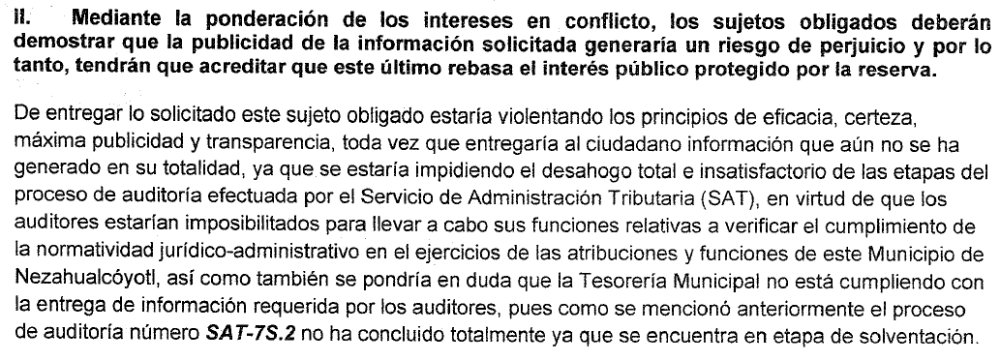 II. Mediante la ponderación de los intereses en conflicto, los sujetos obligados deberán
demostrar que la publicidad de la información solicitada generaría un riesgo de perjuicio y por lo
tanto, tendrán que acreditar que este último rebasa el interés público protegido por la reserva.
De entregar lo solicitado este sujeto obligado estaría violentando los principios de eficacia, certeza,
máxima publicidad y transparencia, toda vez que entregaría al ciudadano información que aún no se ha
generado en su totalidad, ya que se estaría impidiendo el desahogo total e insatisfactorio de las etapas del
proceso de auditoría efectuada por el Servicio de Administración Tributaria (SAT), en virtud de que los
auditores estarían imposibilitados para llevar a cabo sus funciones relativas a verificar el cumplimiento de
la normatividad jurídico-administrativo en el ejercicios de las atribuciones y funciones de este Municipio de
Nezahualcóyotl, así como también se pondría en duda que la Tesorería Municipal no está cumpliendo con
la entrega de información requerida por los auditores, pues como se mencionó anteriormente el proceso
de auditoría número SAT-7S.2 no ha concluido totalmente ya que se encuentra en etapa de solventación.